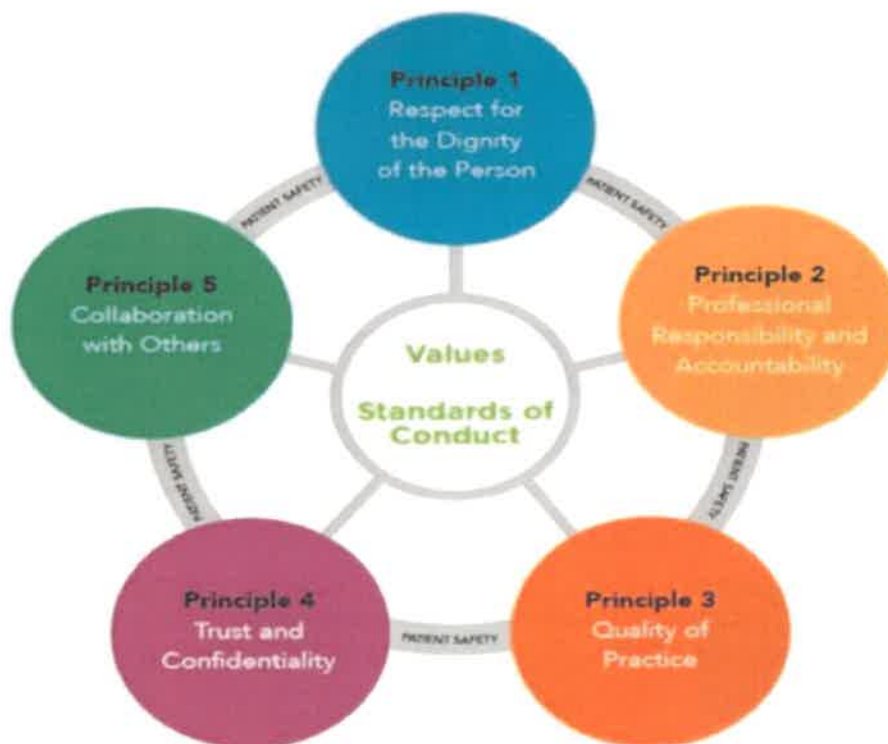 Principle 1
Respect for
the Dignity
of the Person
PATIENT SAFETY
Principle 2
Professional
Responsibility and
Accountability
PATIENT SAFETY
Principle 3
Quality of
Practice
PATIENT SAFETY
Principle 4
Trust and
Confidentiality
PATIENT SAFETY
Principle 5
Collaboration
with Others
PATIENT SAFETY
Values
Standards of
Conduct